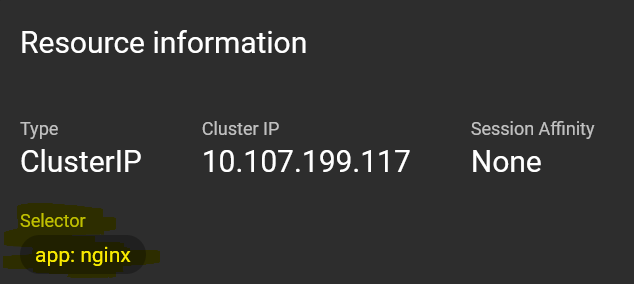 Resource information
Type Cluster IP Session Affinity
ClusterIP 10.107.199.117 None
Selector
app: nginx